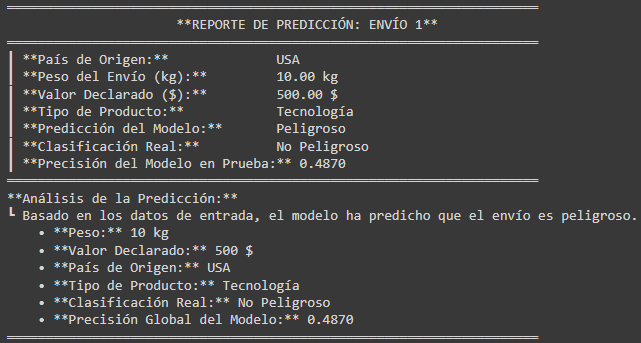 **REPORTE DE PREDICCIÓN: ENVÍO 1**
**País de Origen:** USA
**Peso del Envío (kg):** 10.00 kg
**Valor Declarado ($):** 500.00 $
**Tipo de Producto:** Tecnología
**Predicción del Modelo:** Peligroso
**Clasificación Real:** No Peligroso
**Precisión del Modelo en Prueba:** 0.4870
**Análisis de la Predicción:**
┗ Basado en los datos de entrada, el modelo ha predicho que el envío es peligroso.
• **Peso:** 10 kg
• **Valor Declarado:** 500 $
• **País de Origen:** USA
• **Tipo de Producto:** Tecnología
• **Clasificación Real:** No Peligroso
• **Precisión Global del Modelo:** 0.4870